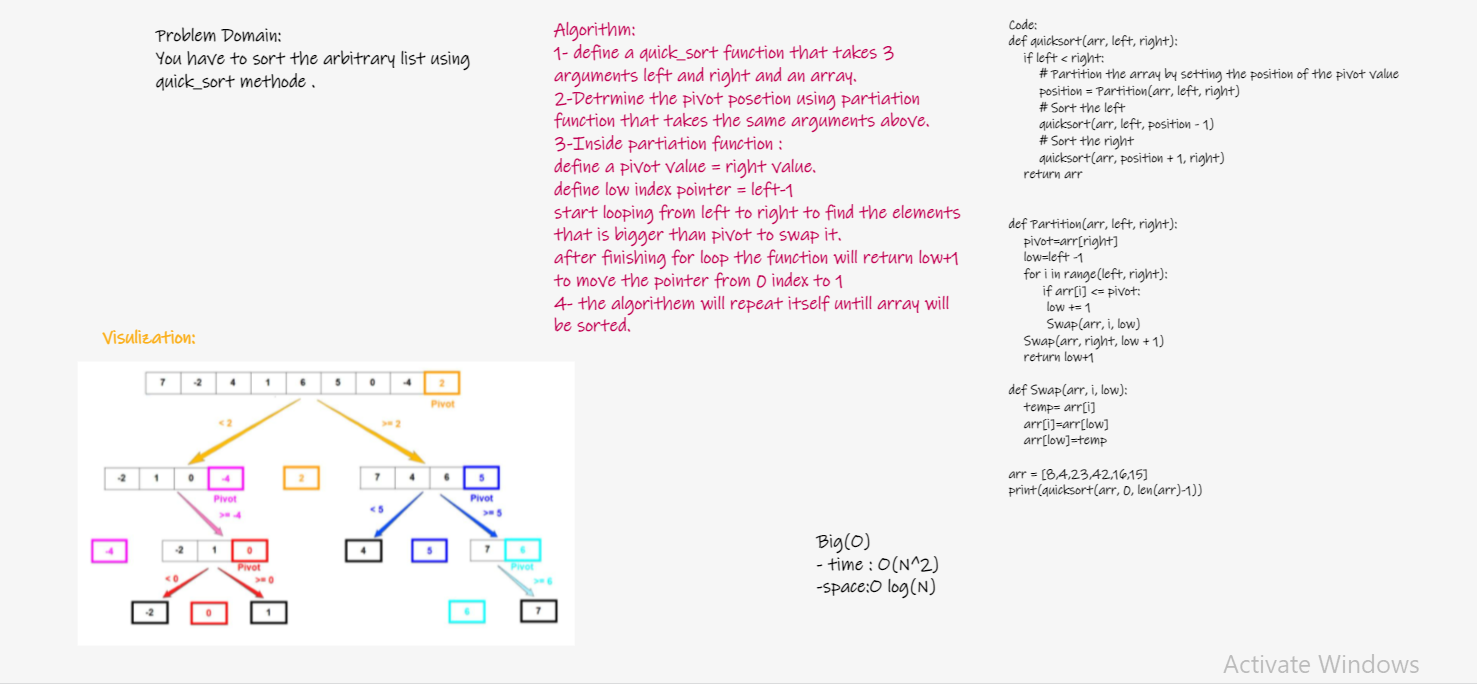 Problem Domain:
You have to sort the arbitrary list using
quick_sort methode .
Algorithm:
1- define a quick_sort function that takes 3
arguments left and right and an array.
2-Detrmine the pivot posetion using partiation
function that takes the same arguments above.
3-Inside partiation function :
define a pivot value = right value.
define low index pointer = left-1
start looping from left to right to find the elements
that is bigger than pivot to swap it.
after finishing for loop the function will return low+1
to move the pointer from 0 index to 1
4- the algorithem will repeat itself untill array will
be sorted.
Code:
def quicksort(arr, left, right):
if left < right:
# Partition the array by setting the position of the pivot value
position = Partition(arr, left, right)
# Sort the left
quicksort(arr, left, position - 1)
# Sort the right
quicksort(arr, position + 1, right)
return arr
def Partition(arr, left, right):
pivot=arr[right]
low=left -1
for i in range(left, right):
if arr[i] <= pivot:
low += 1
Swap(arr, i, low)
Swap(arr, right, low + 1)
return low+1
def Swap(arr, i, low):
temp= arr[i]
arr[i]=arr[low]
arr[low]=temp
arr = [8,4,23,42,16,15]
print(quicksort(arr, 0, len(arr)-1))
Visulization:
7 -2 4 1 6 5 0 -4 2
Pivot
< 2 >= 2
-2 1 0 -4 2 7 4 6 5
Pivot Pivot
>= -4 < 5 >= 5
-4 -2 1 0 4 5 7 6
Pivot Pivot
< 0 >= 0 >= 6
-2 0 1 6 7
Big(O)
- time : O(N^2)
-space:O log(N)
Activate Windows